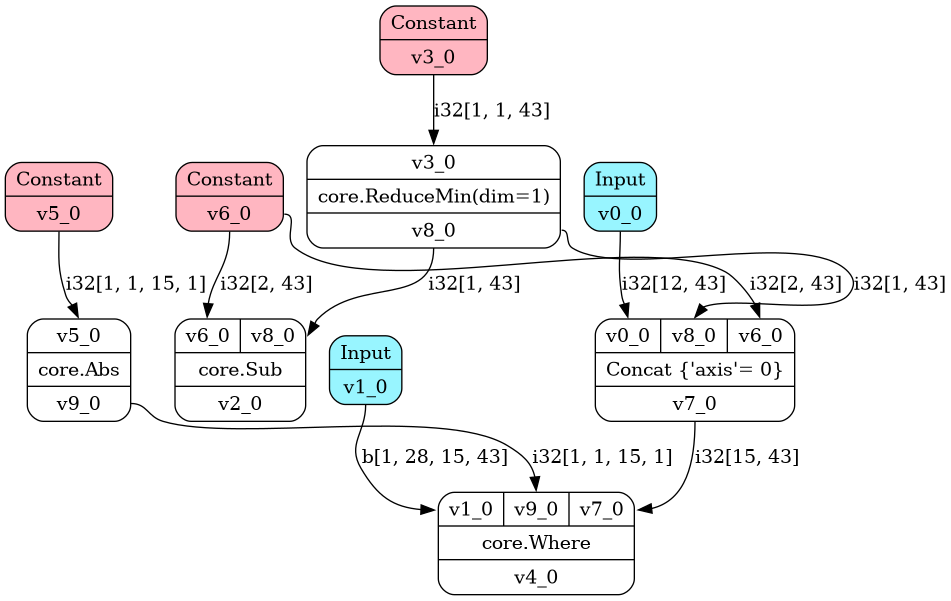 Constant
v3_0
i32[1, 1, 43]
Constant
v5_0
Constant
v6_0
v3_0
core.ReduceMin(dim=1)
v8_0
Input
v0_0
i32[1, 1, 15, 1]
i32[2, 43]
i32[1, 43]
i32[12, 43]
i32[2, 43]
i32[1, 43]
v5_0
core.Abs
v9_0
v6_0 v8_0
core.Sub
v2_0
Input
v1_0
v0_0 v8_0 v6_0
Concat {'axis'= 0}
v7_0
b[1, 28, 15, 43]
i32[1, 1, 15, 1]
i32[15, 43]
v1_0 v9_0 v7_0
core.Where
v4_0